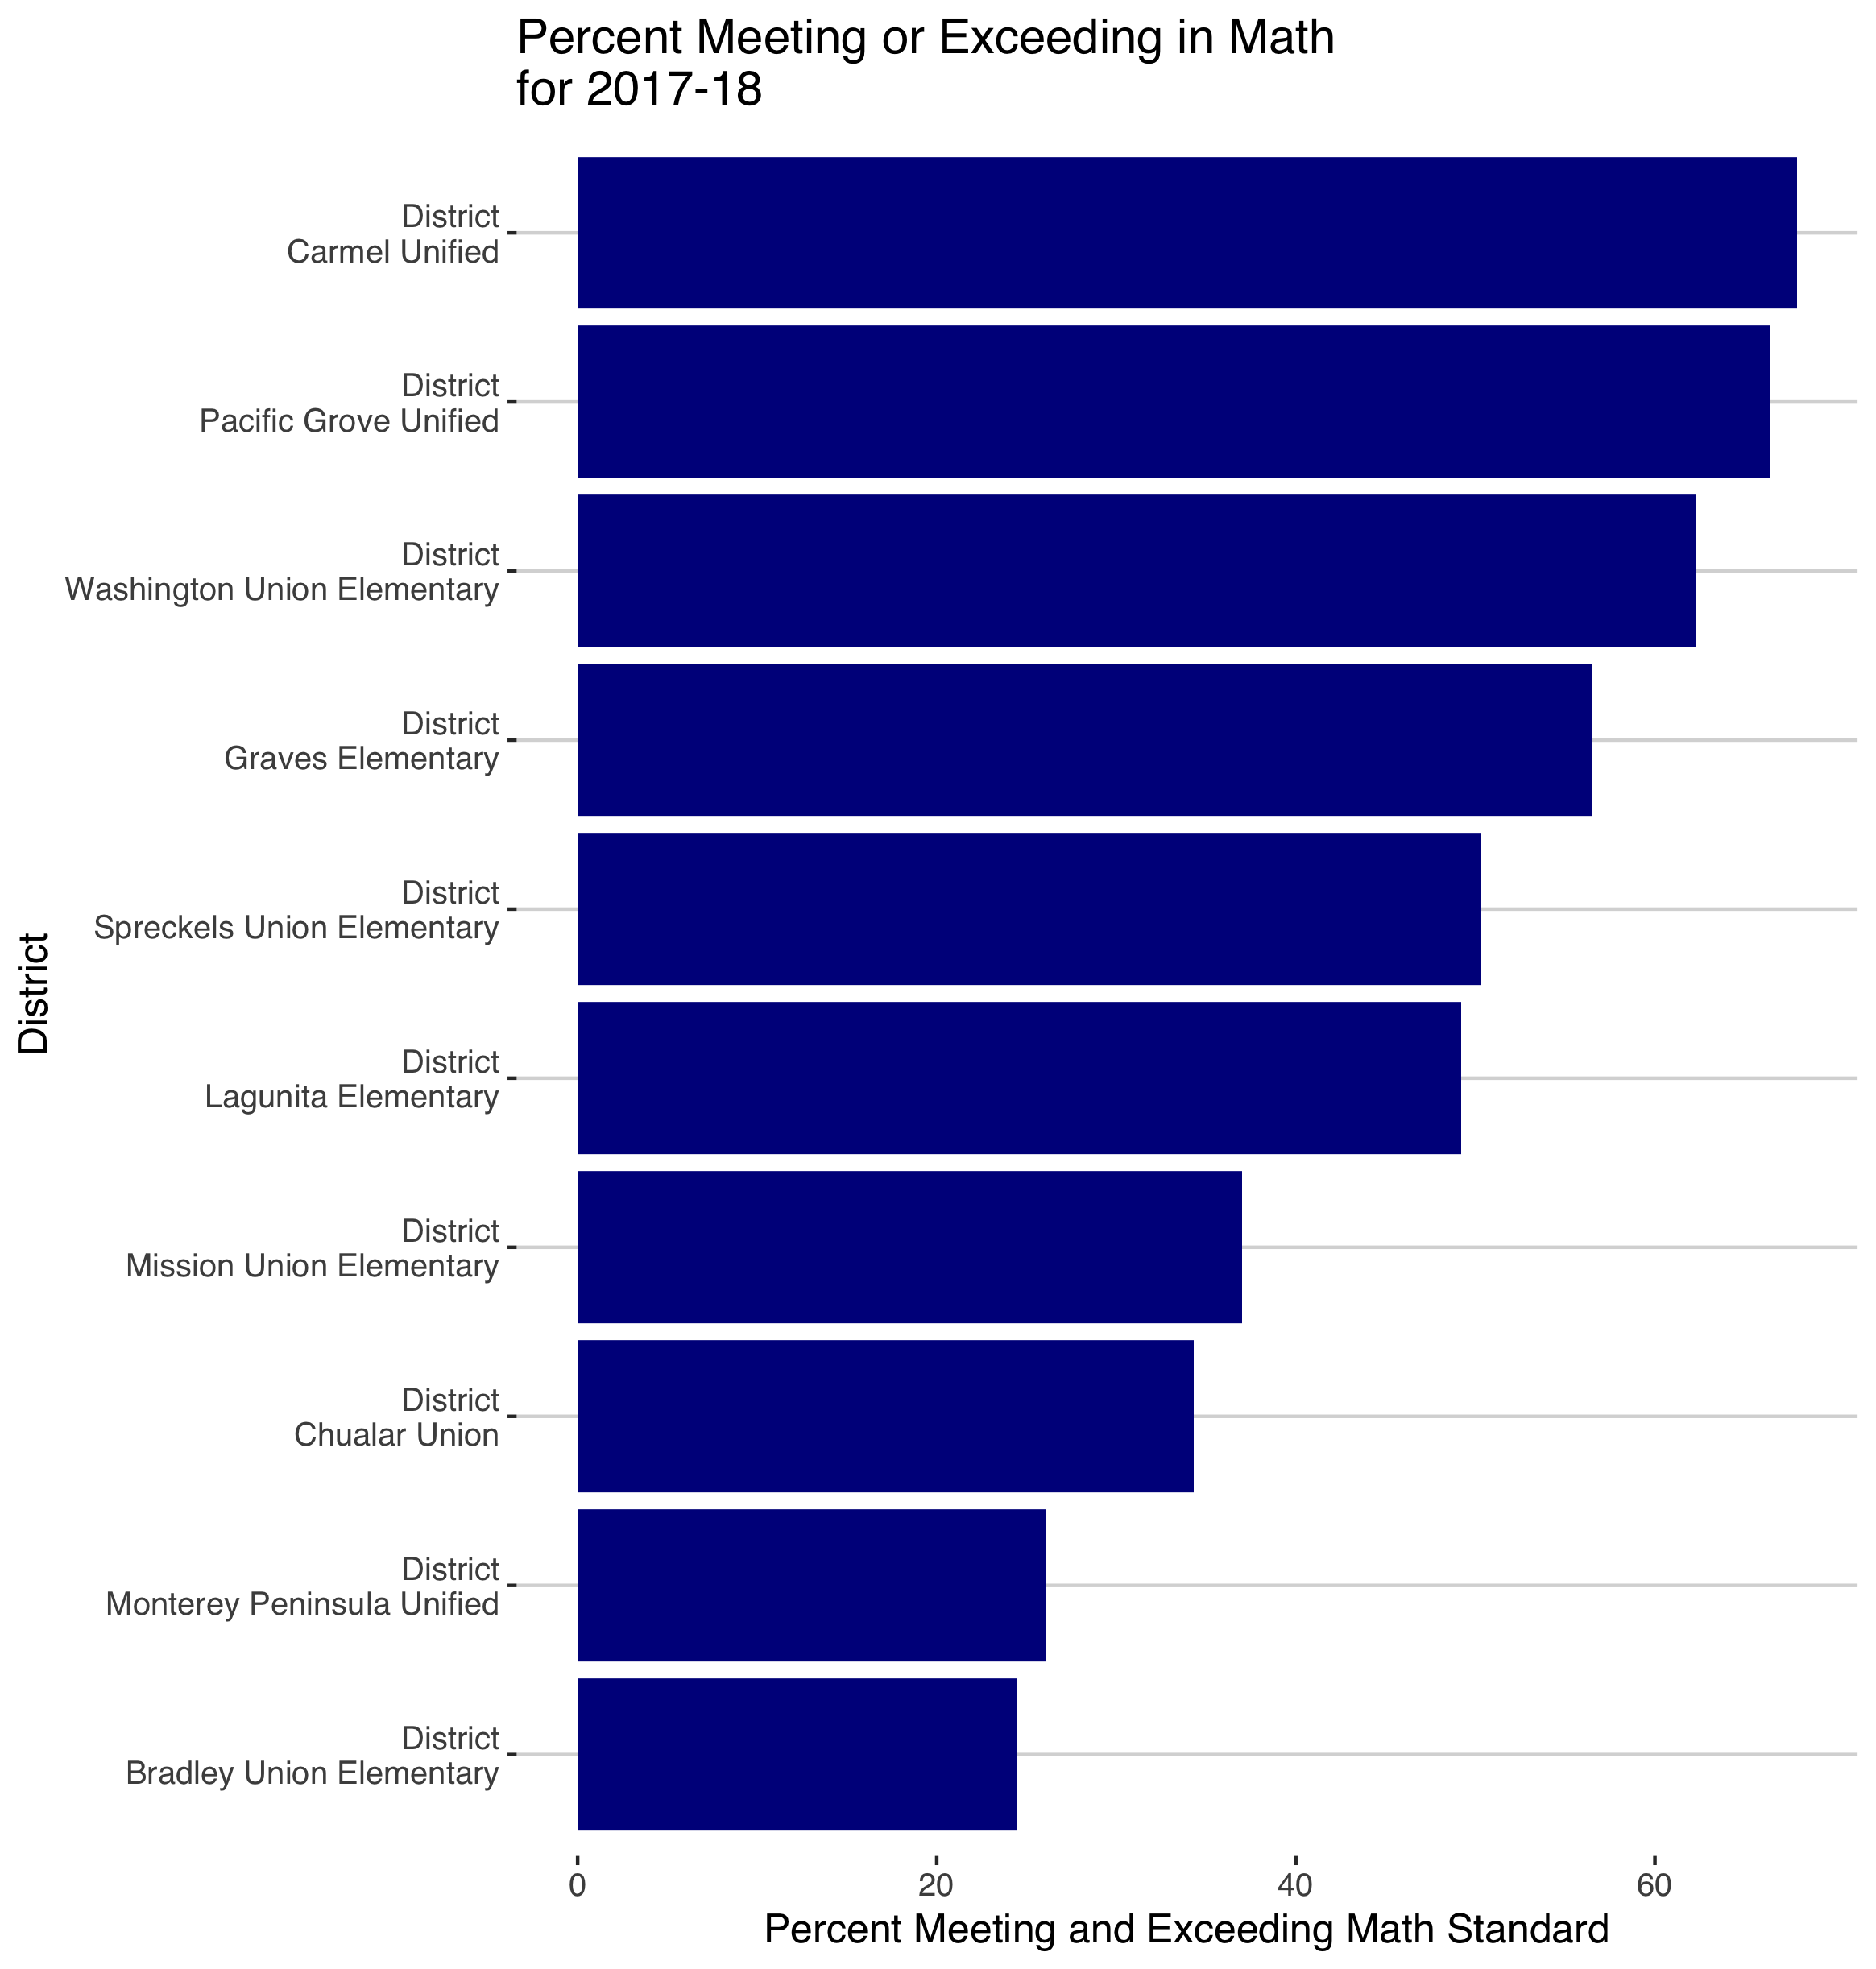 Percent Meeting or Exceeding in Math
for 2017-18
District
District
Carmel Unified
District
Pacific Grove Unified
District
Washington Union Elementary
District
Graves Elementary
District
Spreckels Union Elementary
District
Lagunita Elementary
District
Mission Union Elementary
District
Chualar Union
District
Monterey Peninsula Unified
District
Bradley Union Elementary
0 20 40 60
Percent Meeting and Exceeding Math Standard